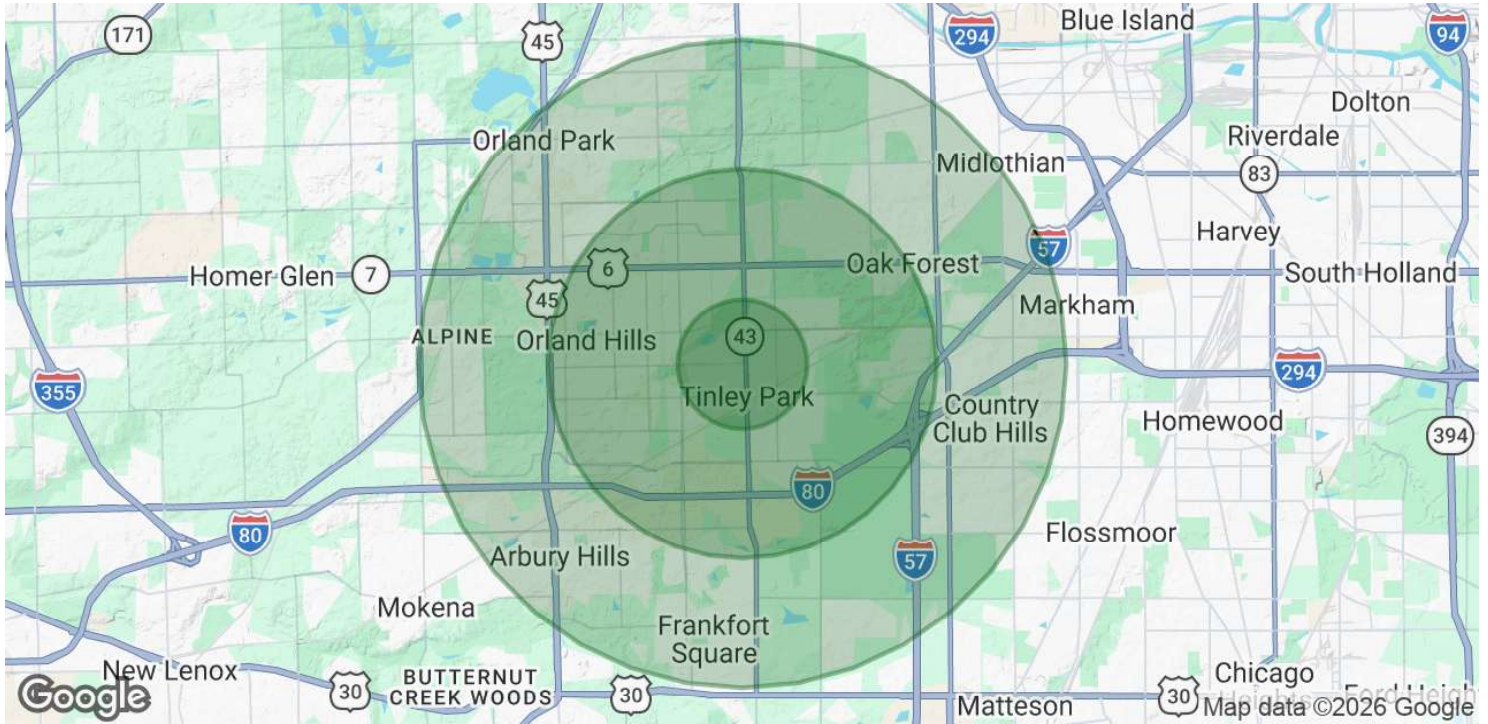 171
45
294
Blue Island
94
Dolton
Orland Park
Riverdale
Midlothian
83
Harvey
57
Homer Glen
7
6
Oak Forest
South Holland
45
Markham
ALPINE
Orland Hills
43
355
294
Tinley Park
Country
Club Hills
Homewood
394
80
80
Flossmoor
Arbury Hills
57
Mokena
Frankfort
Square
New Lenox
BUTTERNUT
CREEK WOODS
30
30
Chicago
Heights
Ford Heigh
30
Matteson
Google
Map data ©2026 Google